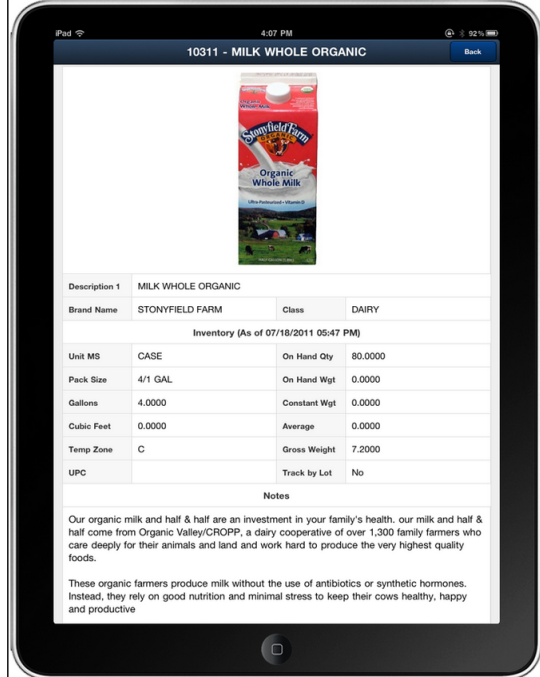 iPad 4:07 PM 92%
10311 - MILK WHOLE ORGANIC Back
Stonyfield Farm
ORGANIC
Organic
Whole Milk
Ultra-Pasteurized • Vitamin D
Description 1 MILK WHOLE ORGANIC
Brand Name STONYFIELD FARM Class DAIRY
Inventory (As of 07/18/2011 05:47 PM)
Unit MS CASE On Hand Qty 80.0000
Pack Size 4/1 GAL On Hand Wgt 0.0000
Gallons 4.0000 Constant Wgt 0.0000
Cubic Feet 0.0000 Average 0.0000
Temp Zone C Gross Weight 7.2000
UPC Track by Lot No
Notes
Our organic milk and half & half are an investment in your family's health. our milk and half &
half come from Organic Valley/CROPP, a dairy cooperative of over 1,300 family farmers who
care deeply for their animals and land and work hard to produce the very highest quality
foods.
These organic farmers produce milk without the use of antibiotics or synthetic hormones.
Instead, they rely on good nutrition and minimal stress to keep their cows healthy, happy
and productive